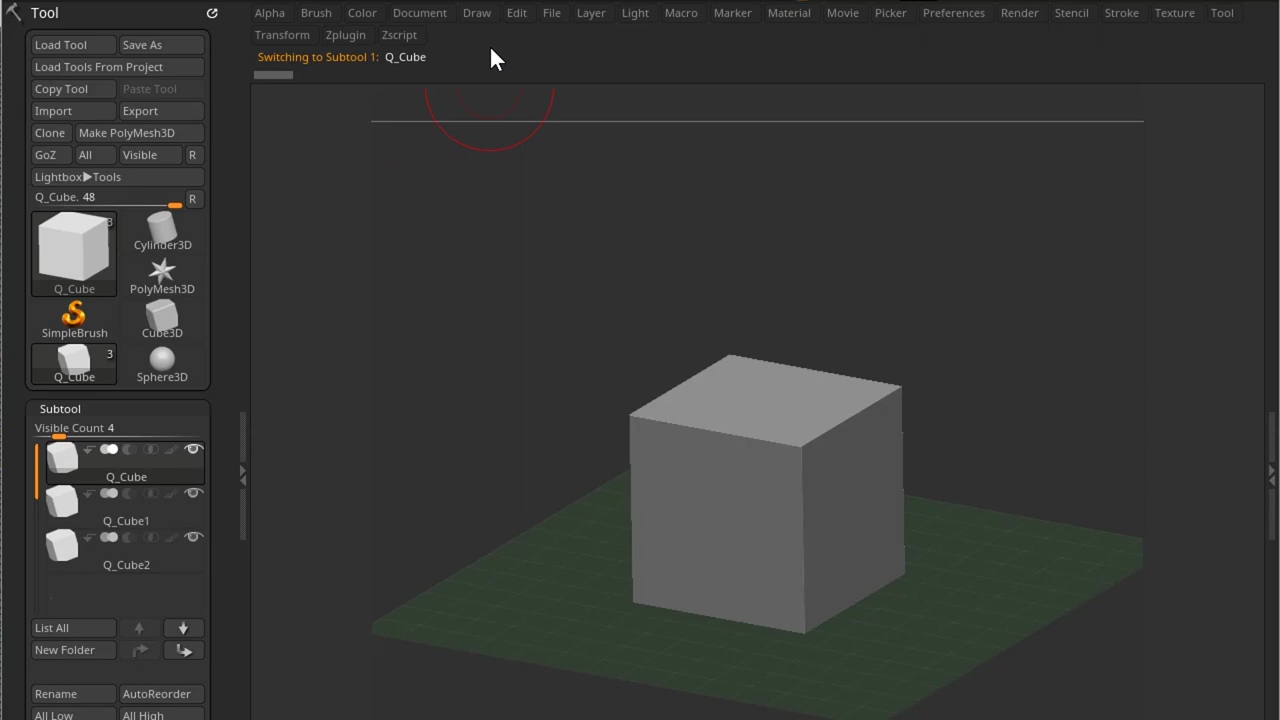 Tool
Alpha Brush Color Document Draw Edit File Layer Light Macro Marker Material Movie Picker Preferences Render Stencil Stroke Texture Tool
Transform Zplugin Zscript
Switching to Subtool 1: Q_Cube
Load Tool Save As
Load Tools From Project
Copy Tool Paste Tool
Import Export
Clone Make PolyMesh3D
GoZ All Visible R
Lightbox▶Tools
Q_Cube. 48 R
3
Cylinder3D
Q_Cube PolyMesh3D
SimpleBrush Cube3D
3
Q_Cube Sphere3D
Subtool
Visible Count 4
Q_Cube
Q_Cube1
Q_Cube2
List All
New Folder
Rename AutoReorder
All Low All High